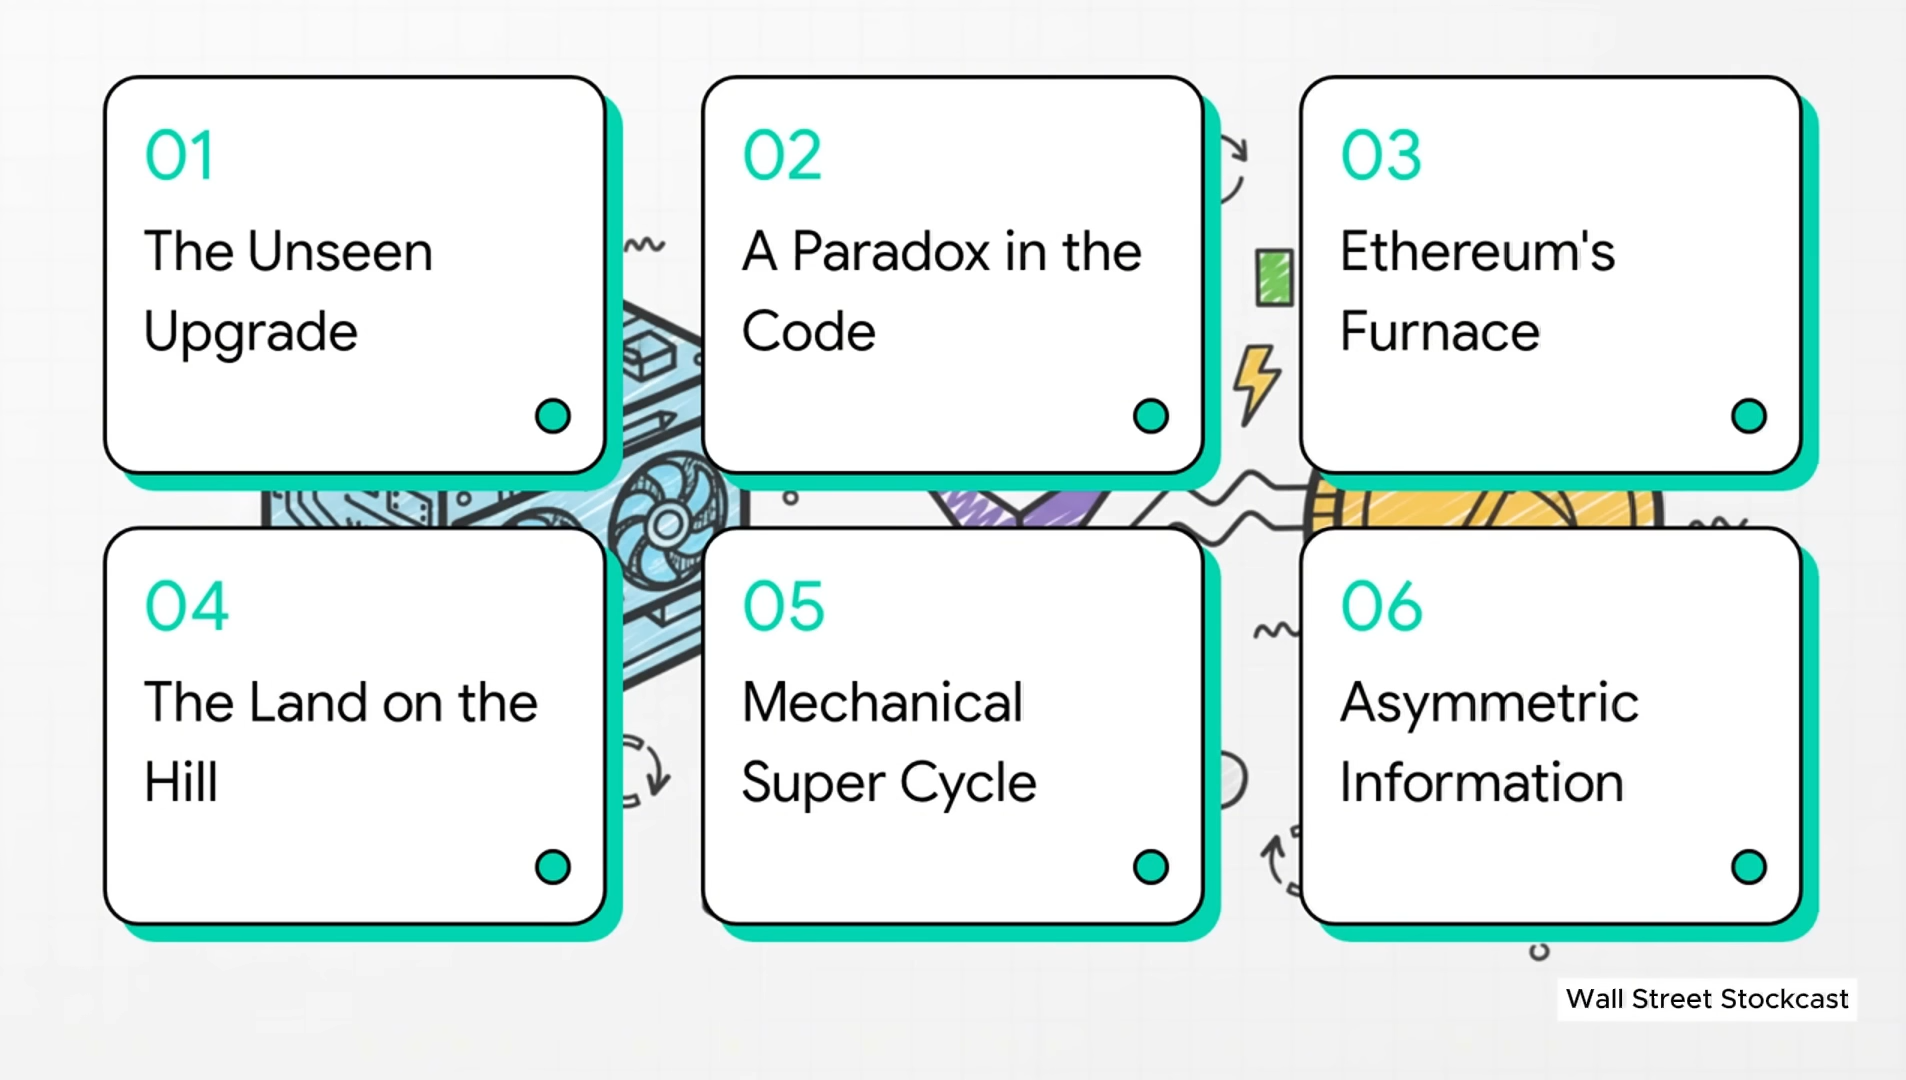 01
The Unseen
Upgrade
02
A Paradox in the
Code
03
Ethereum's
Furnace
04
The Land on the
Hill
05
Mechanical
Super Cycle
06
Asymmetric
Information
Wall Street Stockcast